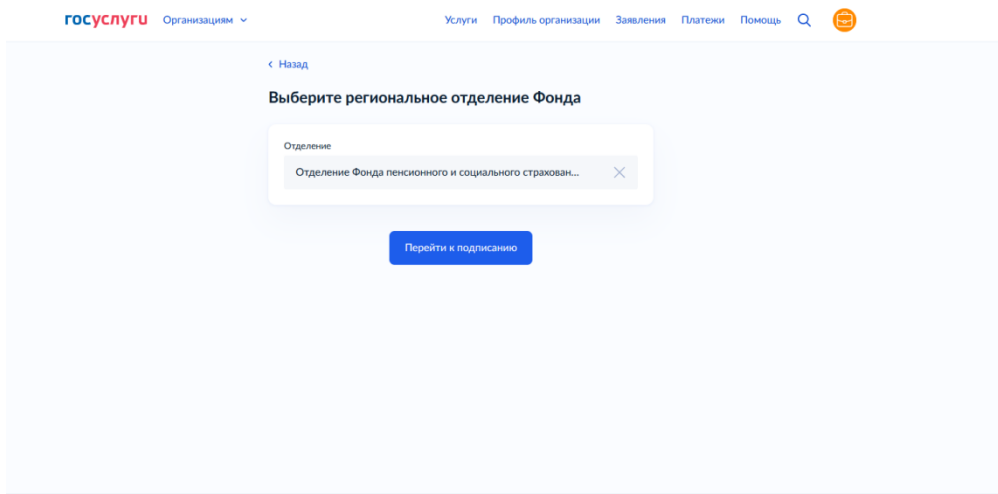 госуслуги Организациям Услуги Профиль организации Заявления Платежи Помощь
Назад
Выберите региональное отделение Фонда
Отделение
Отделение Фонда пенсионного и социального страхован...
Перейти к подписанию